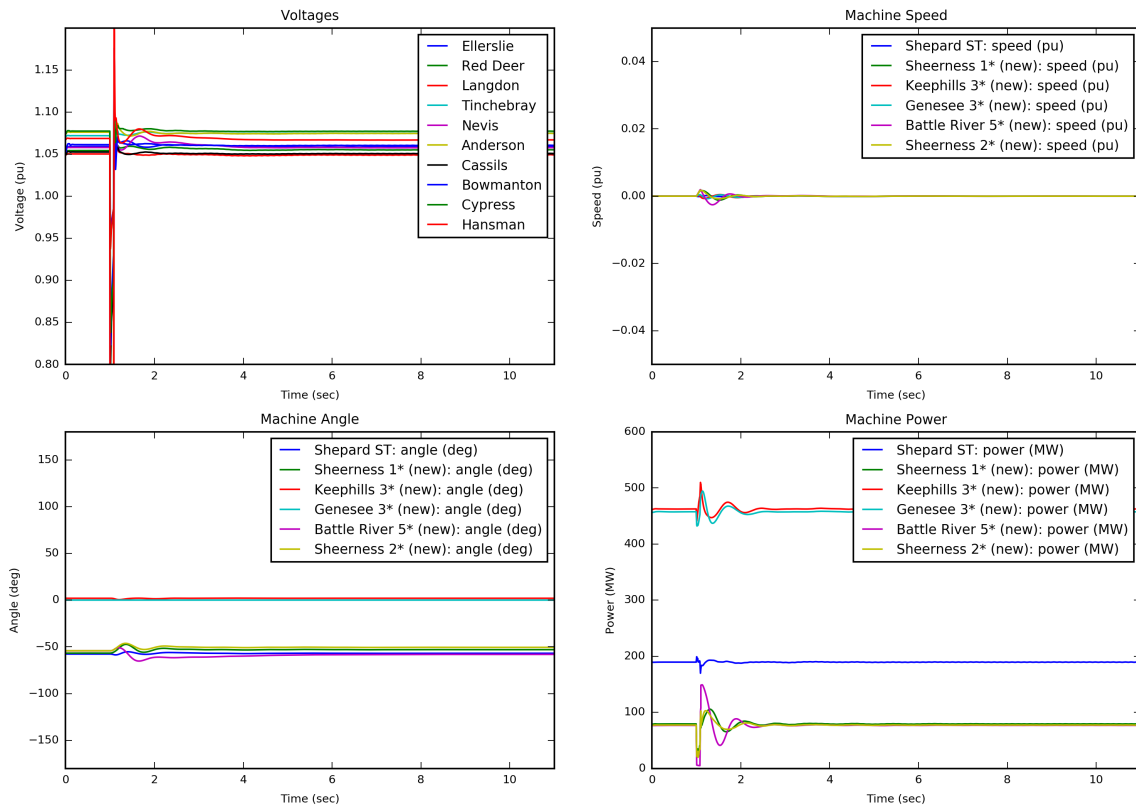 Voltages
1.15
1.10
1.05
1.00
0.95
0.90
0.85
0.80
Voltage (pu)
Ellerslie
Red Deer
Langdon
Tinchebray
Nevis
Anderson
Cassils
Bowmanton
Cypress
Hansman
0 2 4 6 8 10
Time (sec)
Machine Speed
0.04
0.02
0.00
−0.02
−0.04
Speed (pu)
Shepard ST: speed (pu)
Sheerness 1* (new): speed (pu)
Keephills 3* (new): speed (pu)
Genesee 3* (new): speed (pu)
Battle River 5* (new): speed (pu)
Sheerness 2* (new): speed (pu)
0 2 4 6 8 10
Time (sec)
Machine Angle
150
100
50
0
−50
−100
−150
Angle (deg)
Shepard ST: angle (deg)
Sheerness 1* (new): angle (deg)
Keephills 3* (new): angle (deg)
Genesee 3* (new): angle (deg)
Battle River 5* (new): angle (deg)
Sheerness 2* (new): angle (deg)
0 2 4 6 8 10
Time (sec)
Machine Power
600
500
400
300
200
100
0
Power (MW)
Shepard ST: power (MW)
Sheerness 1* (new): power (MW)
Keephills 3* (new): power (MW)
Genesee 3* (new): power (MW)
Battle River 5* (new): power (MW)
Sheerness 2* (new): power (MW)
0 2 4 6 8 10
Time (sec)